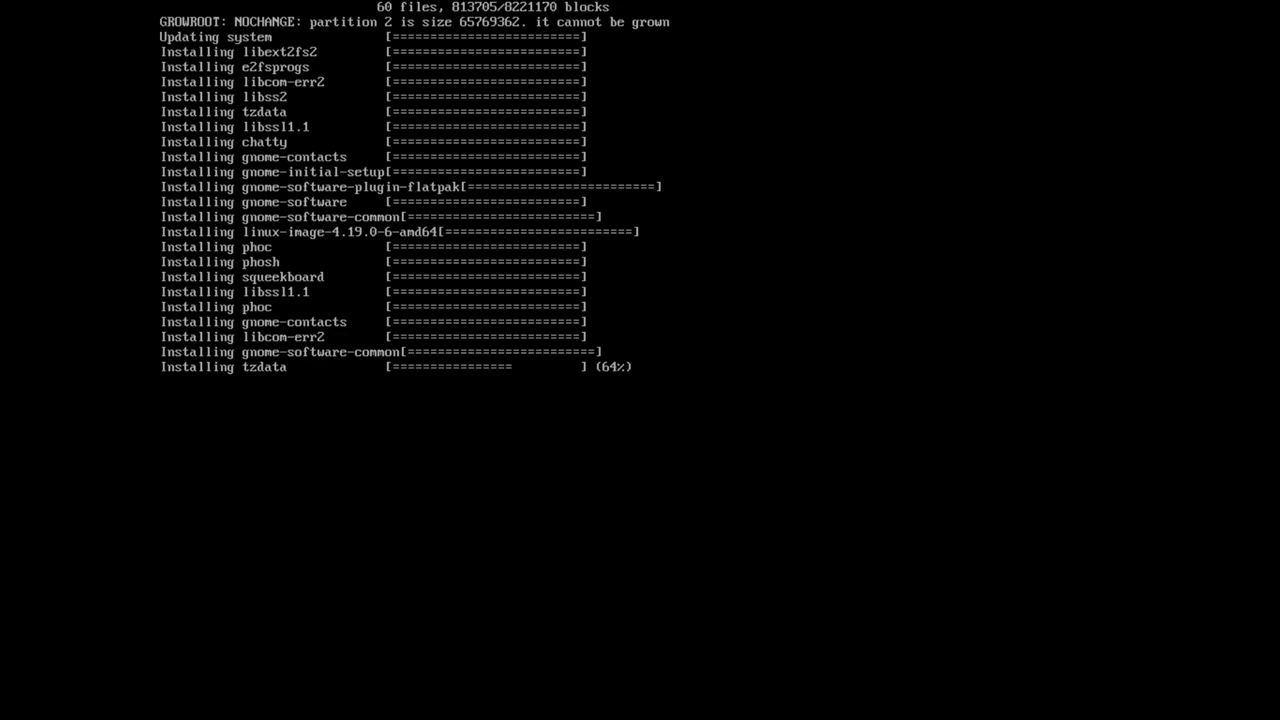 60 files, 813705/8221170 blocks
GROWROOT: NOCHANGE: partition 2 is size 65769362. it cannot be grown
Updating system [=========================]
Installing libext2fs2 [=========================]
Installing e2fsprogs [=========================]
Installing libcom-err2 [=========================]
Installing libss2 [=========================]
Installing tzdata [=========================]
Installing libssl1.1 [=========================]
Installing chatty [=========================]
Installing gnome-contacts [=========================]
Installing gnome-initial-setup[=========================]
Installing gnome-software-plugin-flatpak[=========================]
Installing gnome-software [=========================]
Installing gnome-software-common[=========================]
Installing linux-image-4.19.0-6-amd64[=========================]
Installing phoc [=========================]
Installing phosh [=========================]
Installing squeekboard [=========================]
Installing libssl1.1 [=========================]
Installing phoc [=========================]
Installing gnome-contacts [=========================]
Installing libcom-err2 [=========================]
Installing gnome-software-common[=========================]
Installing tzdata [================         ] (64%)